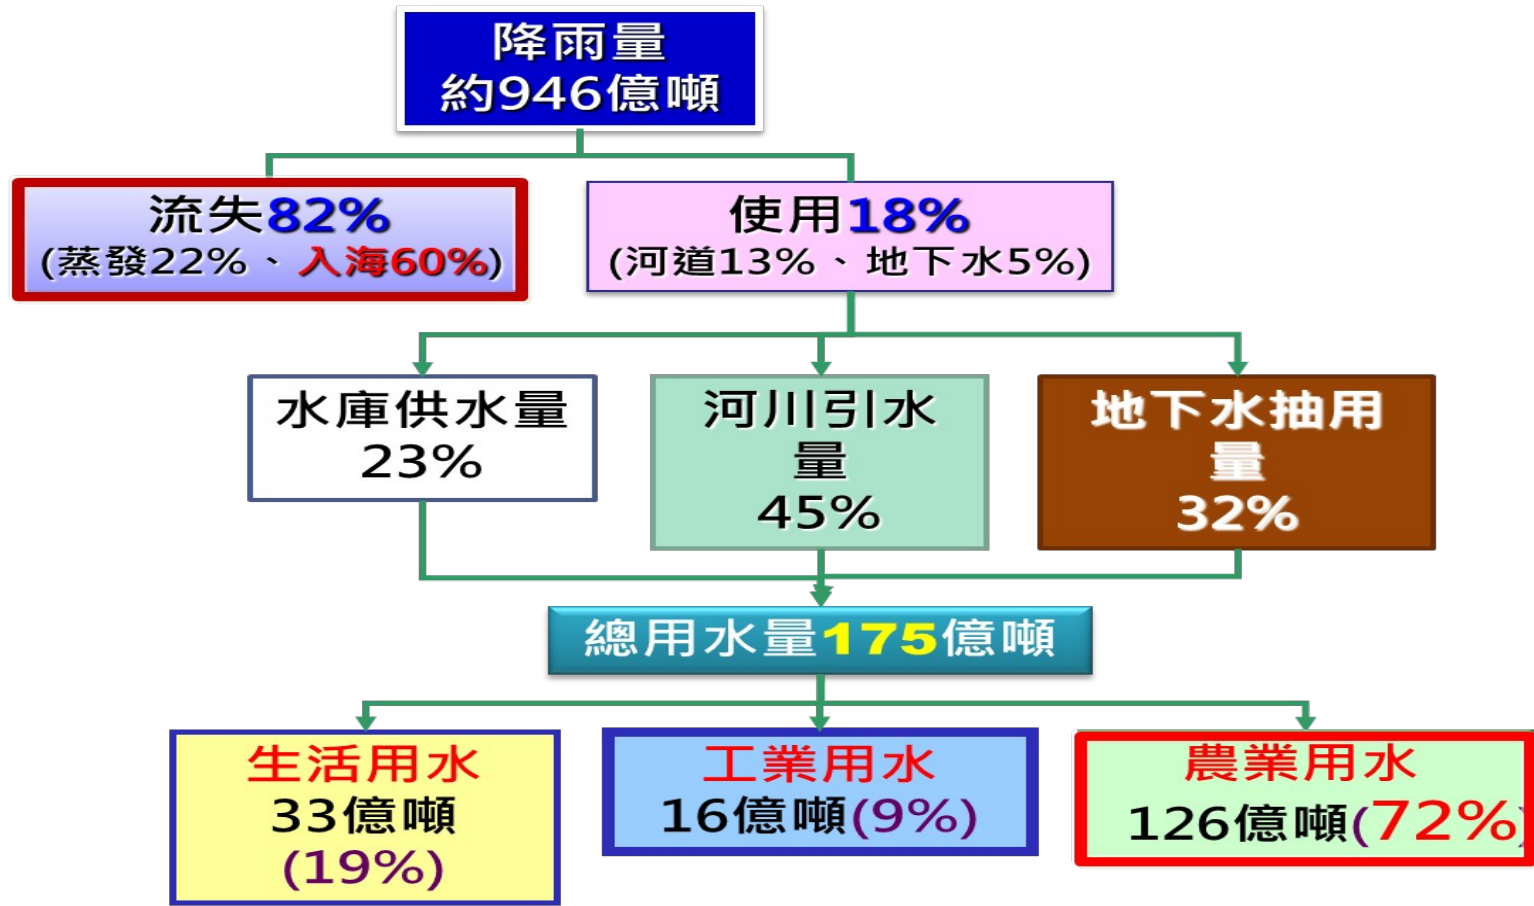 降雨量
約946億噸
流失82%
(蒸發22%、入海60%)
使用18%
(河道13%、地下水5%)
水庫供水量
23%
河川引水
量
45%
地下水抽用
量
32%
總用水量175億噸
生活用水
33億噸
(19%)
工業用水
16億噸(9%)
農業用水
126億噸(72%)